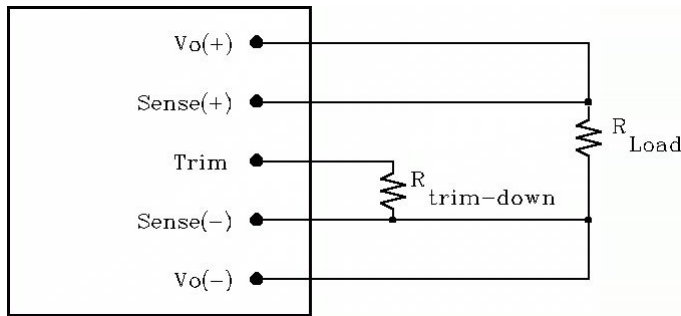 Vo(+)
Sense(+)
Trim
Sense(-)
Vo(-)
R trim-down
R Load